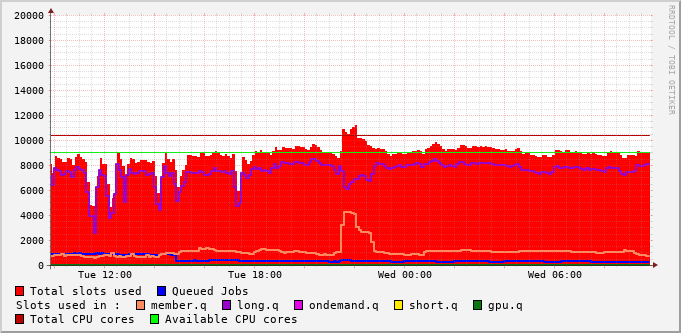 20000
18000
16000
14000
12000
10000
8000
6000
4000
2000
0
Tue 12:00 Tue 18:00 Wed 00:00 Wed 06:00
RRDTOOL / TOBI OETIKER
Total slots used Queued Jobs
Slots used in : member.q long.q ondemand.q short.q gpu.q
Total CPU cores Available CPU cores